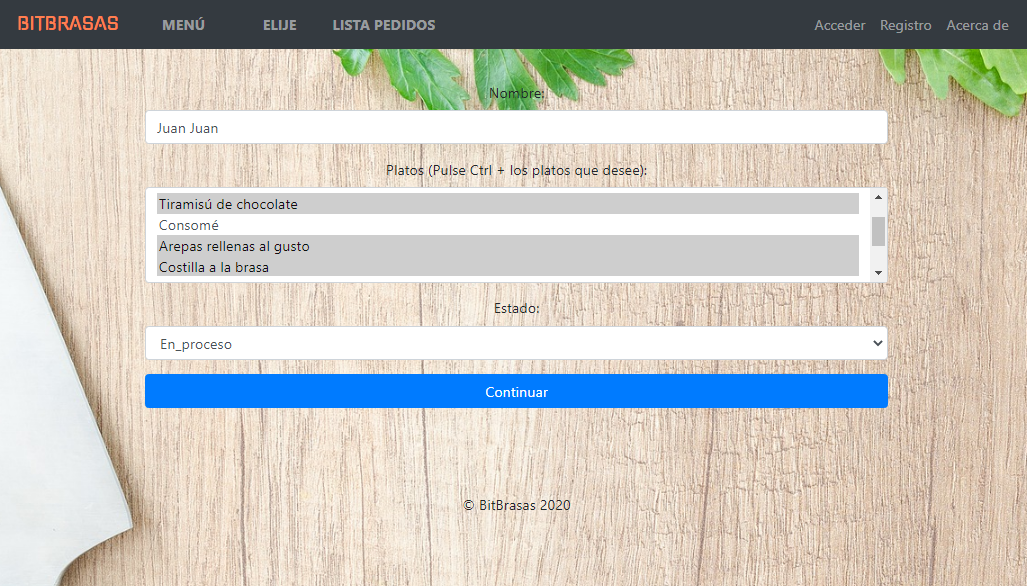 BITBRASAS MENÚ ELIJE LISTA PEDIDOS Acceder Registro Acerca de
Nombre:
Juan Juan
Platos (Pulse Ctrl + los platos que desee):
Tiramisú de chocolate
Consomé
Arepas rellenas al gusto
Costilla a la brasa
Estado:
En_proceso
Continuar
© BitBrasas 2020